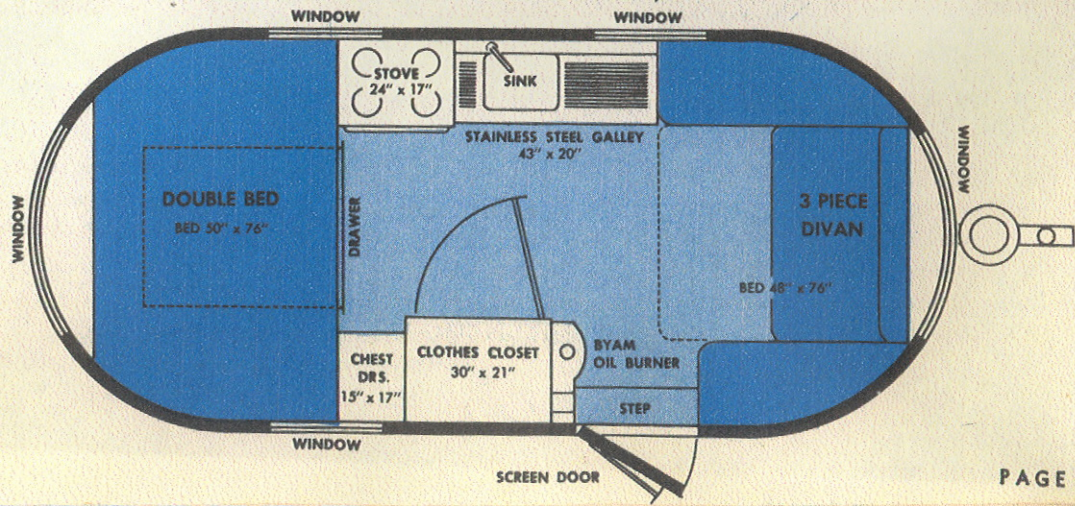 WINDOW
WINDOW
STOVE
24" x 17"
SINK
STAINLESS STEEL GALLEY
43" x 20"
WINDOW
WINDOW
DOUBLE BED
BED 50" x 76"
DRAWER
3 PIECE
DIVAN
BED 48" x 76"
CHEST
DRS.
15" x 17"
CLOTHES CLOSET
30" x 21"
BYAM
OIL BURNER
STEP
WINDOW
SCREEN DOOR
PAGE